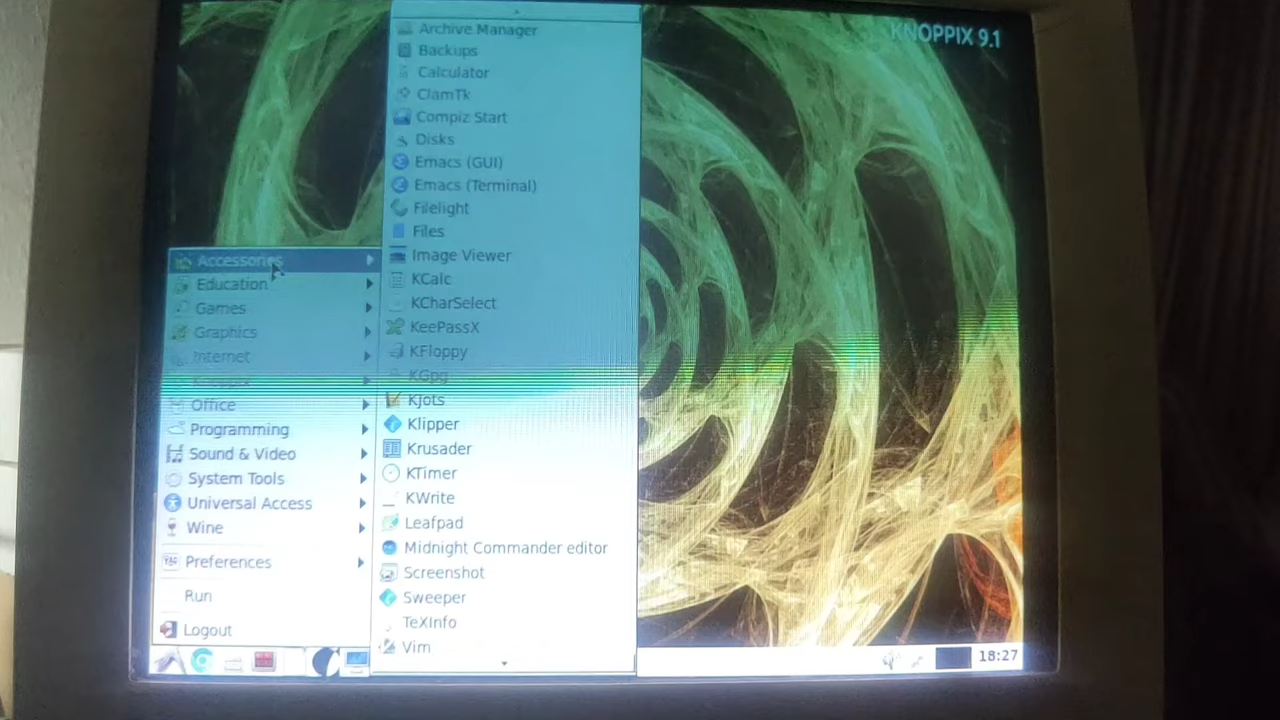 KNOPPIX 9.1
Archive Manager
Backups
Calculator
ClamTk
Compiz Start
Disks
Emacs (GUI)
Emacs (Terminal)
Filelight
Files
Image Viewer
KCalc
KCharSelect
KeePassX
KFloppy
KGpg
KJots
Klipper
Krusader
KTimer
KWrite
Leafpad
Midnight Commander editor
Screenshot
Sweeper
TeXInfo
Vim
Accessories
Education
Games
Graphics
Internet
Office
Programming
Sound & Video
System Tools
Universal Access
Wine
Preferences
Run
Logout
18:27